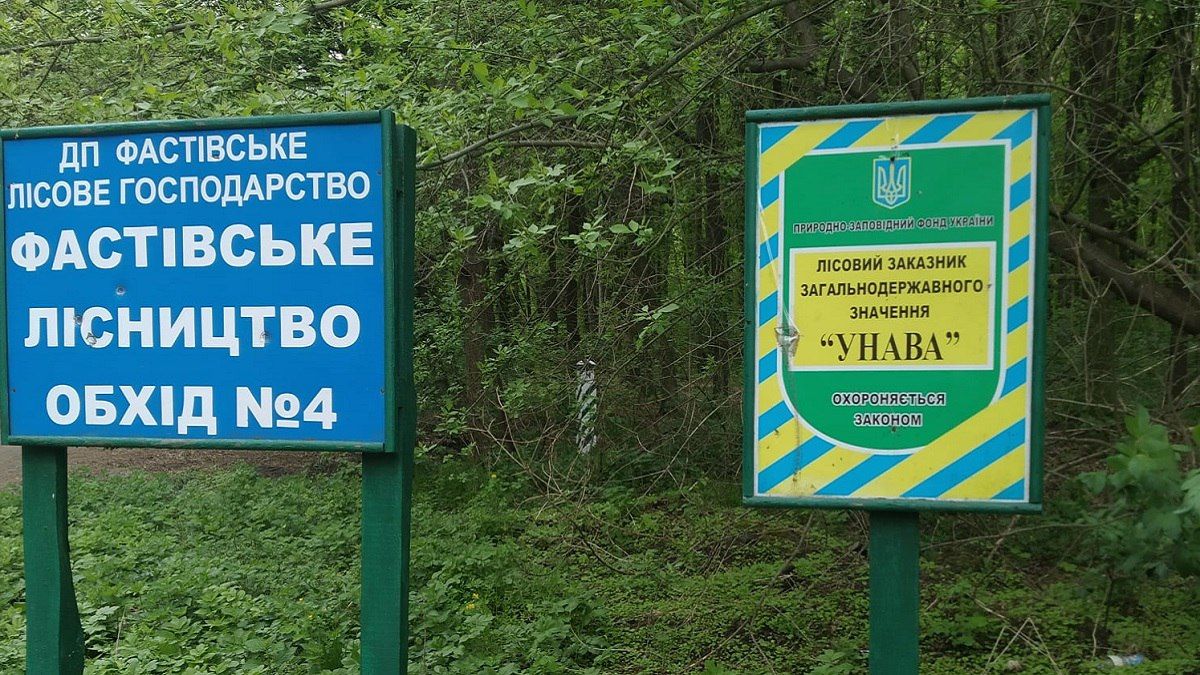 ДП ФАСТІВСЬКЕ
ЛІСОВЕ ГОСПОДАРСТВО
ФАСТІВСЬКЕ
ЛІСНИЦТВО
ОБХІД №4
ПРИРОДНО-ЗАПОВІДНИЙ ФОНД УКРАЇНИ
ЛІСОВИЙ ЗАКАЗНИК
ЗАГАЛЬНОДЕРЖАВНОГО
ЗНАЧЕННЯ
“УНАВА”
ОХОРОНЯЄТЬСЯ
ЗАКОНОМ